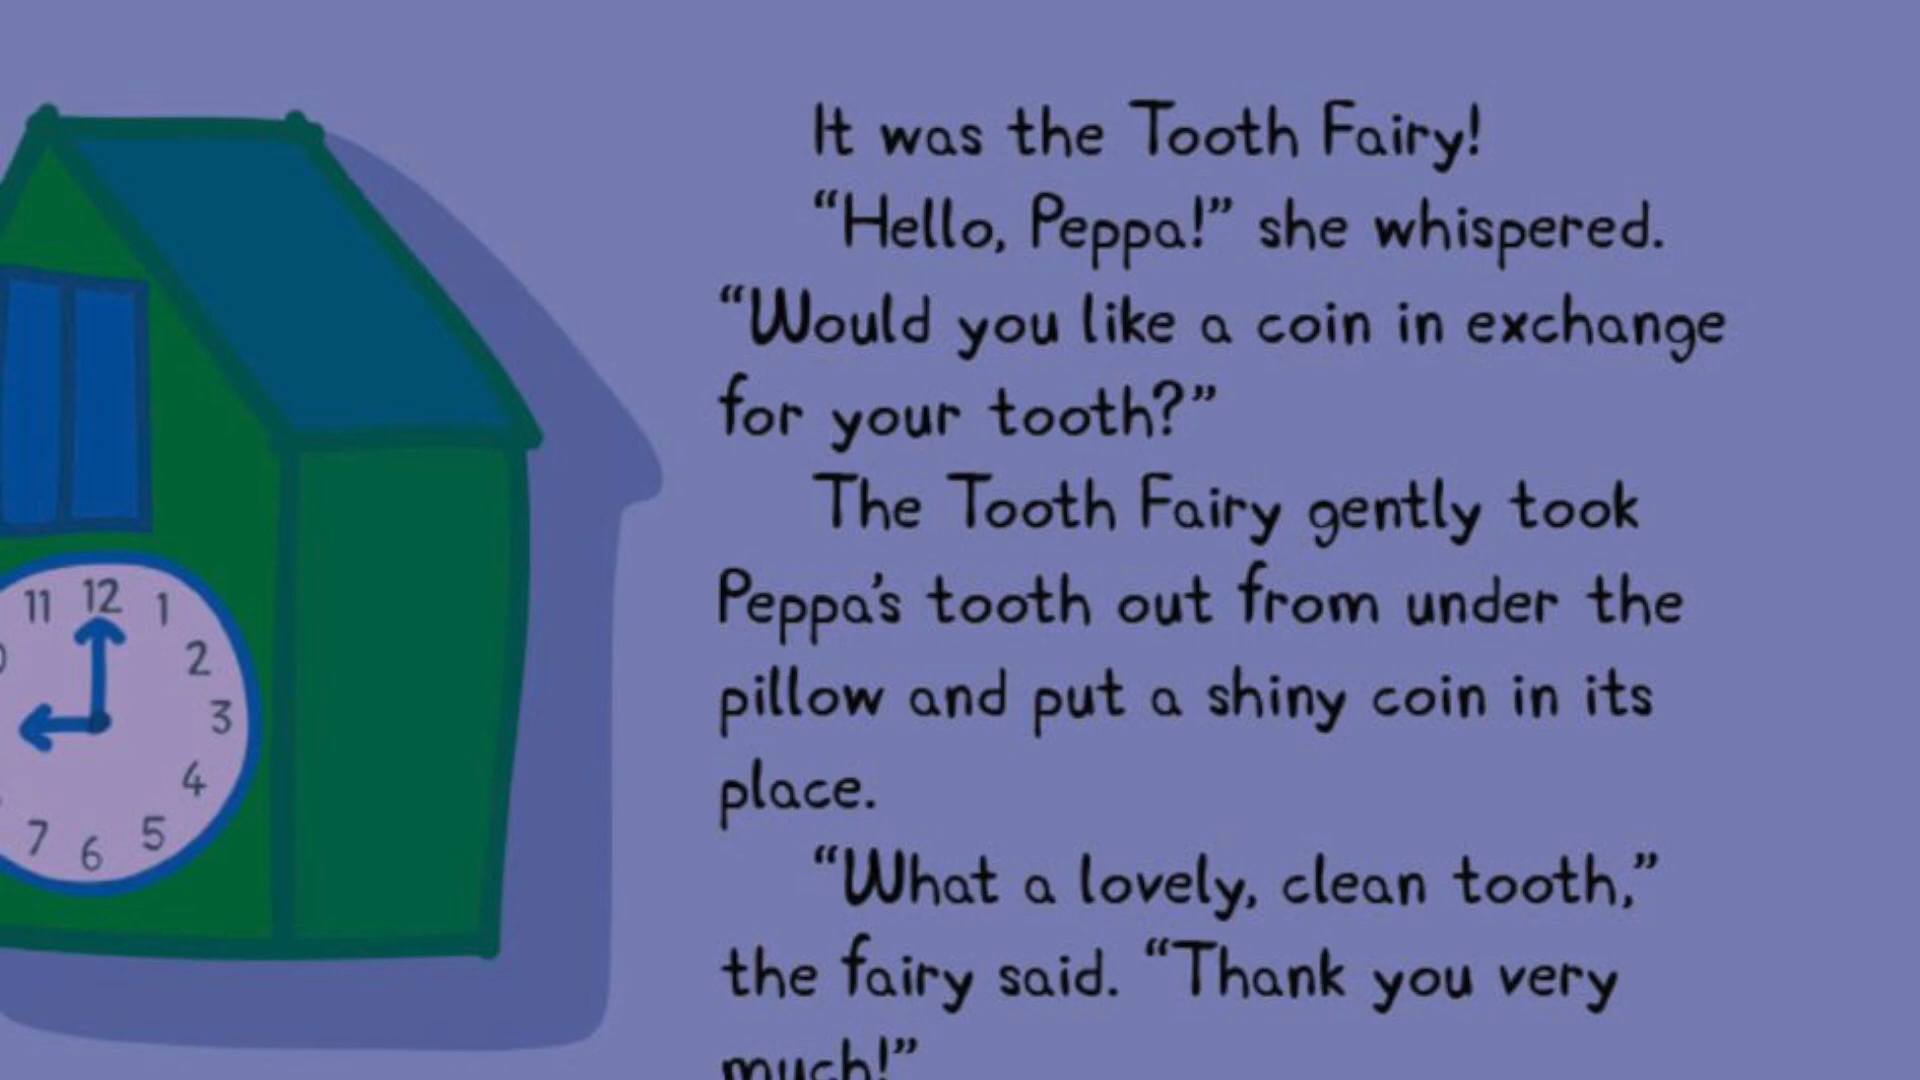 It was the Tooth Fairy!
“Hello, Peppa!” she whispered.
“Would you like a coin in exchange
for your tooth?”
The Tooth Fairy gently took
Peppa’s tooth out from under the
pillow and put a shiny coin in its
place.
“What a lovely, clean tooth,”
the fairy said. “Thank you very
much!”
11 12 1
2
3
4
5
6
7